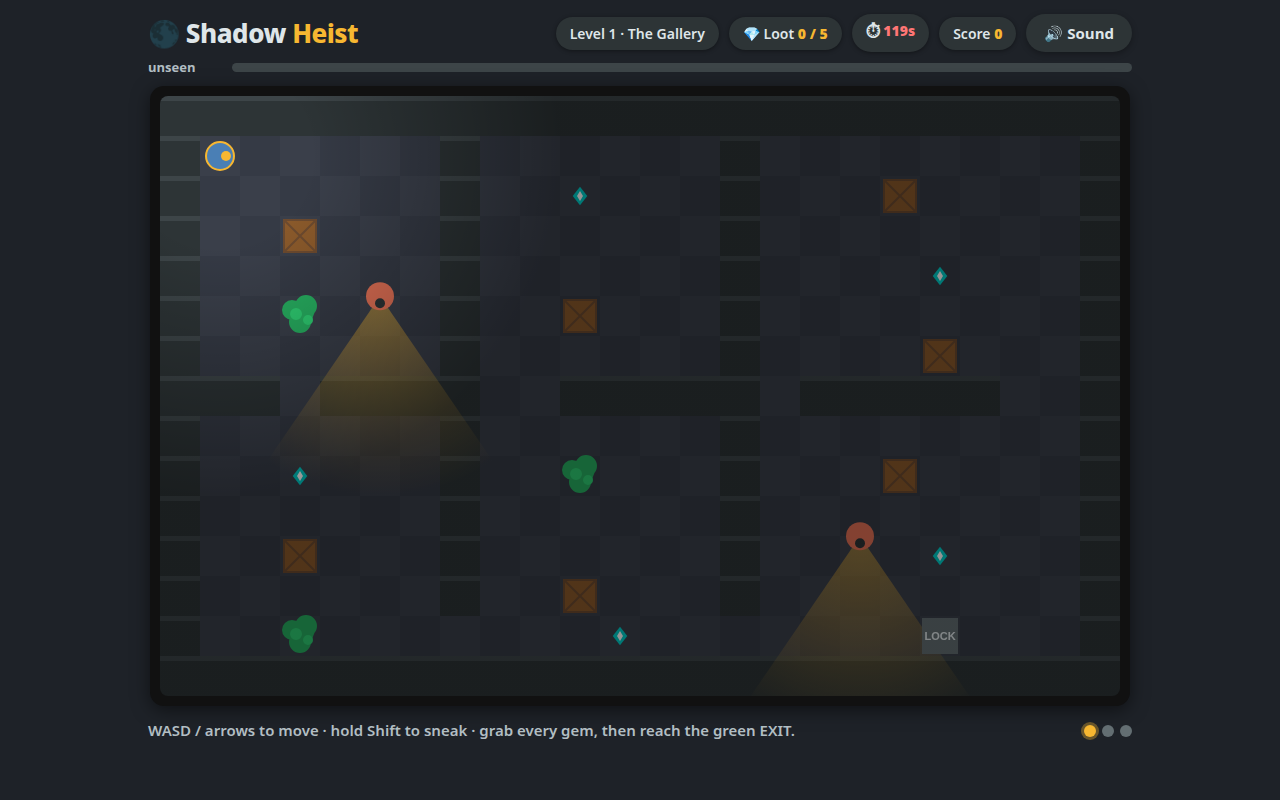 Shadow Heist
Level 1 · The Gallery
💎 Loot 0 / 5
⏱ 119s
Score 0
🔊 Sound
unseen
LOCK
WASD / arrows to move · hold Shift to sneak · grab every gem, then reach the green EXIT.